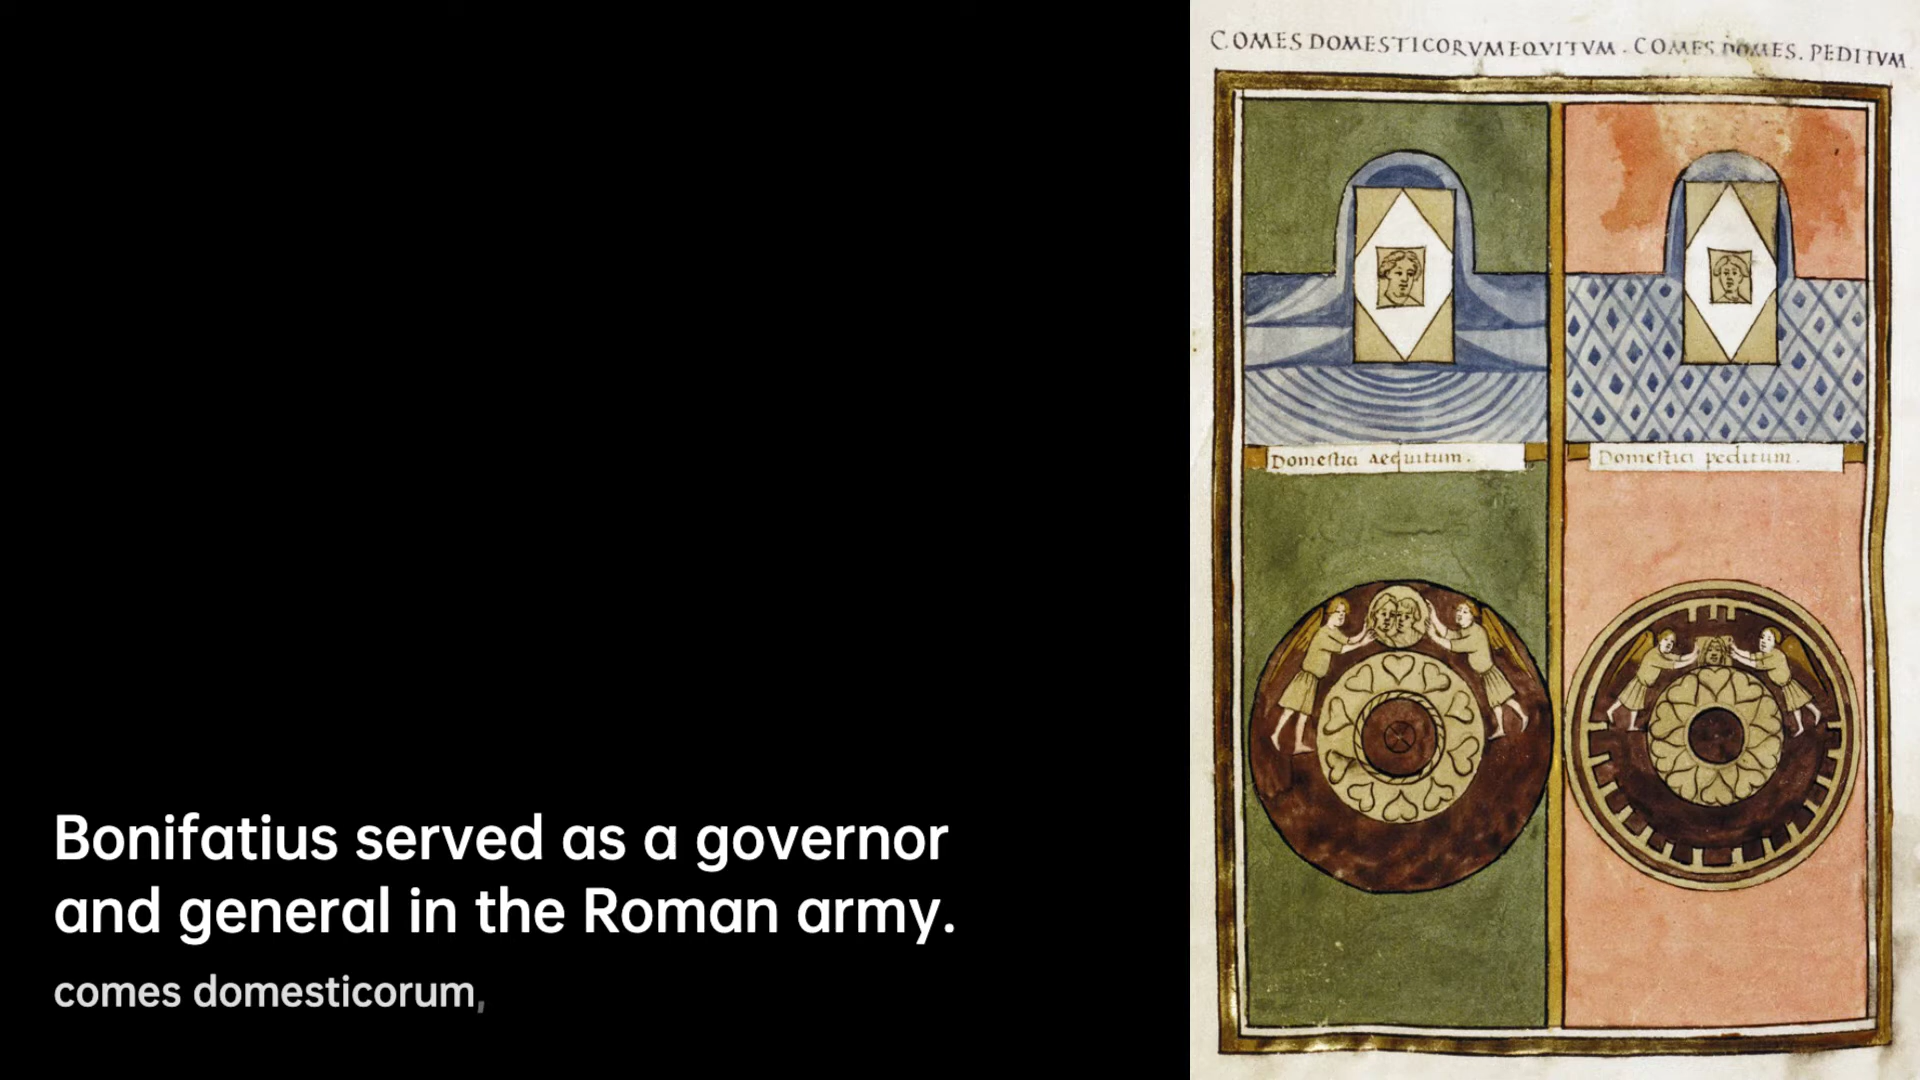 Bonifatius served as a governor
and general in the Roman army.
comes domesticorum,
COMES DOMESTICORVM EQVITVM . COMES DOMES. PEDITVM
Domestici aequitum.
Domestici peditum.